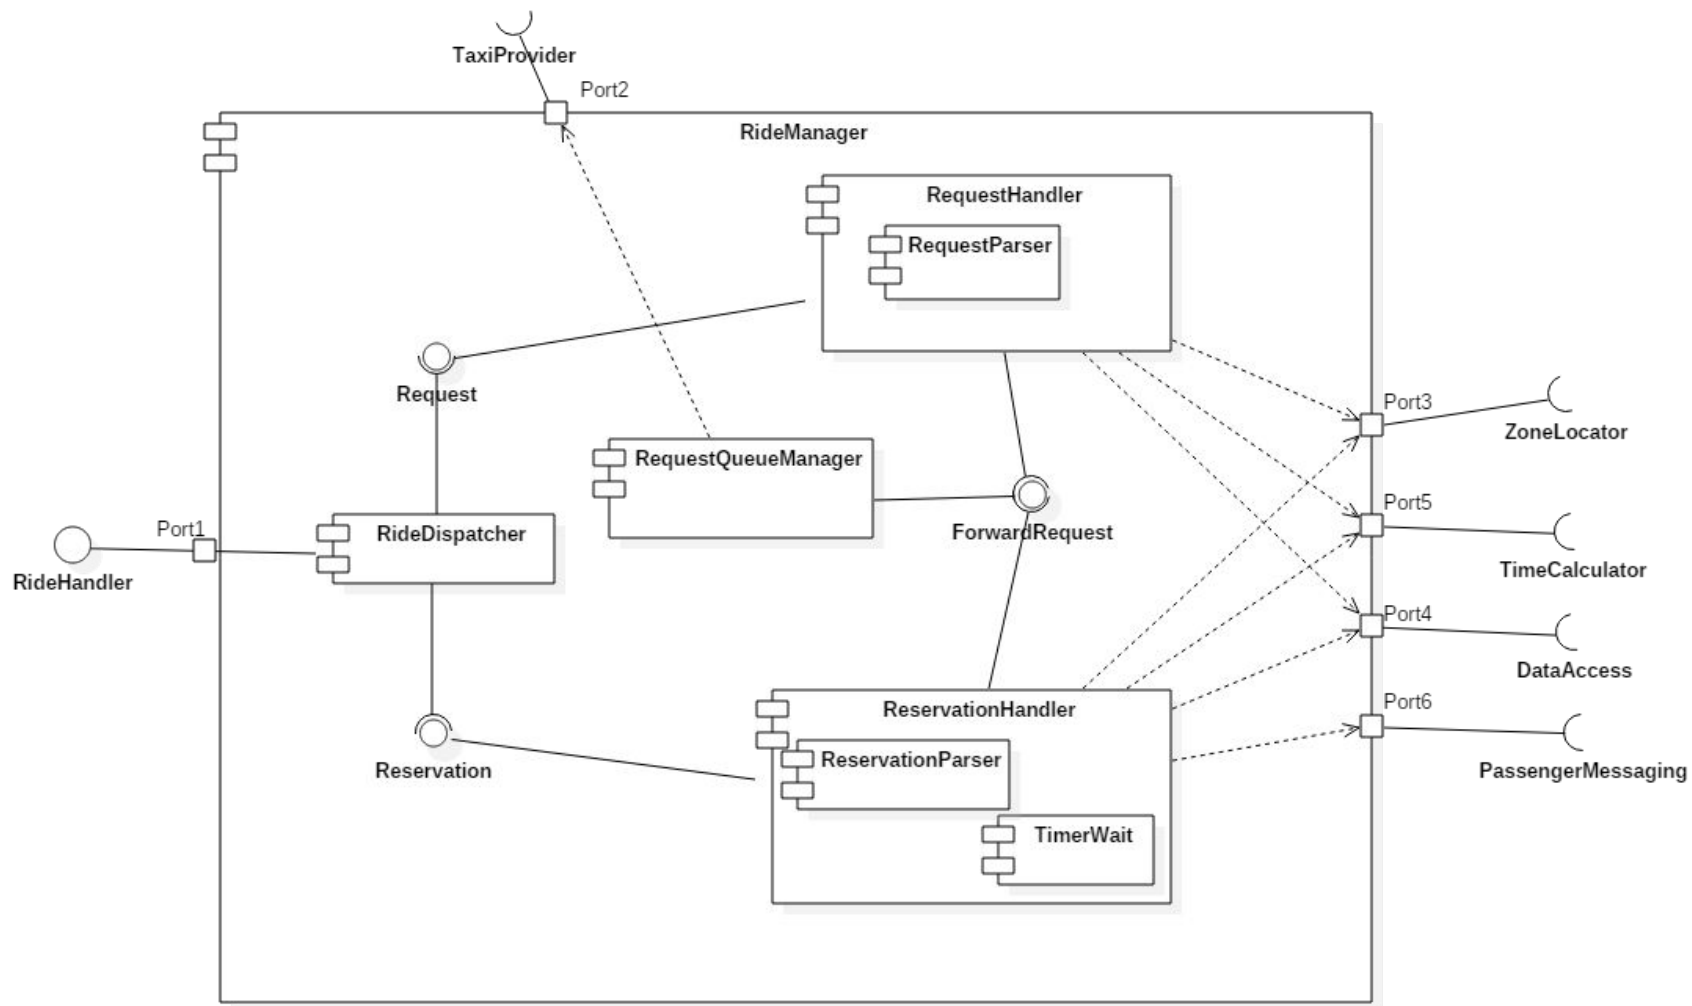 TaxiProvider
Port2
RideManager
RequestHandler
RequestParser
Request
Port3
ZoneLocator
RequestQueueManager
Port5
Port1
RideDispatcher
ForwardRequest
RideHandler
TimeCalculator
Port4
DataAccess
Port6
ReservationHandler
Reservation
ReservationParser
PassengerMessaging
TimerWait